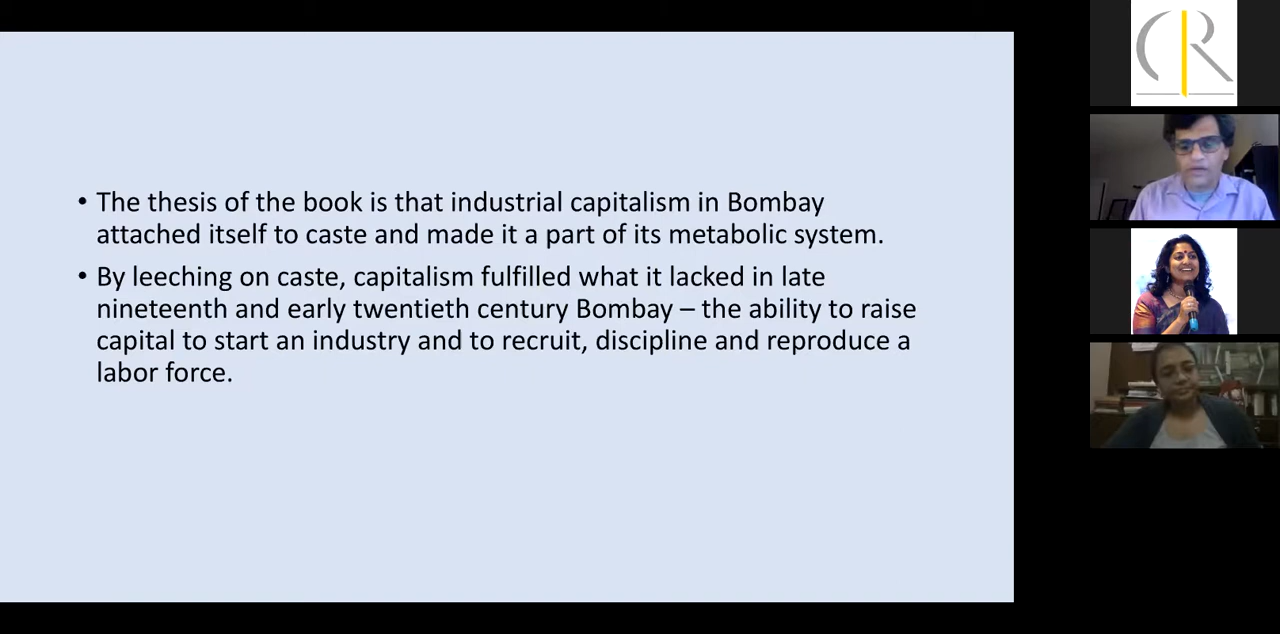 • The thesis of the book is that industrial capitalism in Bombay
attached itself to caste and made it a part of its metabolic system.
• By leeching on caste, capitalism fulfilled what it lacked in late
nineteenth and early twentieth century Bombay – the ability to raise
capital to start an industry and to recruit, discipline and reproduce a
labor force.
CR